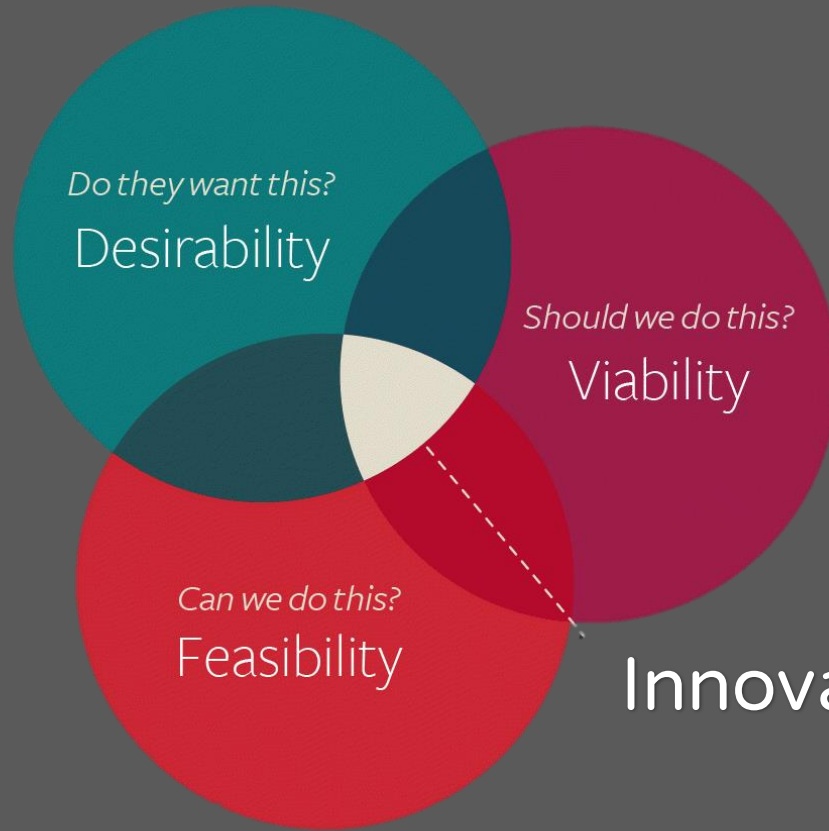 Do they want this?
Desirability
Should we do this?
Viability
Can we do this?
Feasibility
Innova